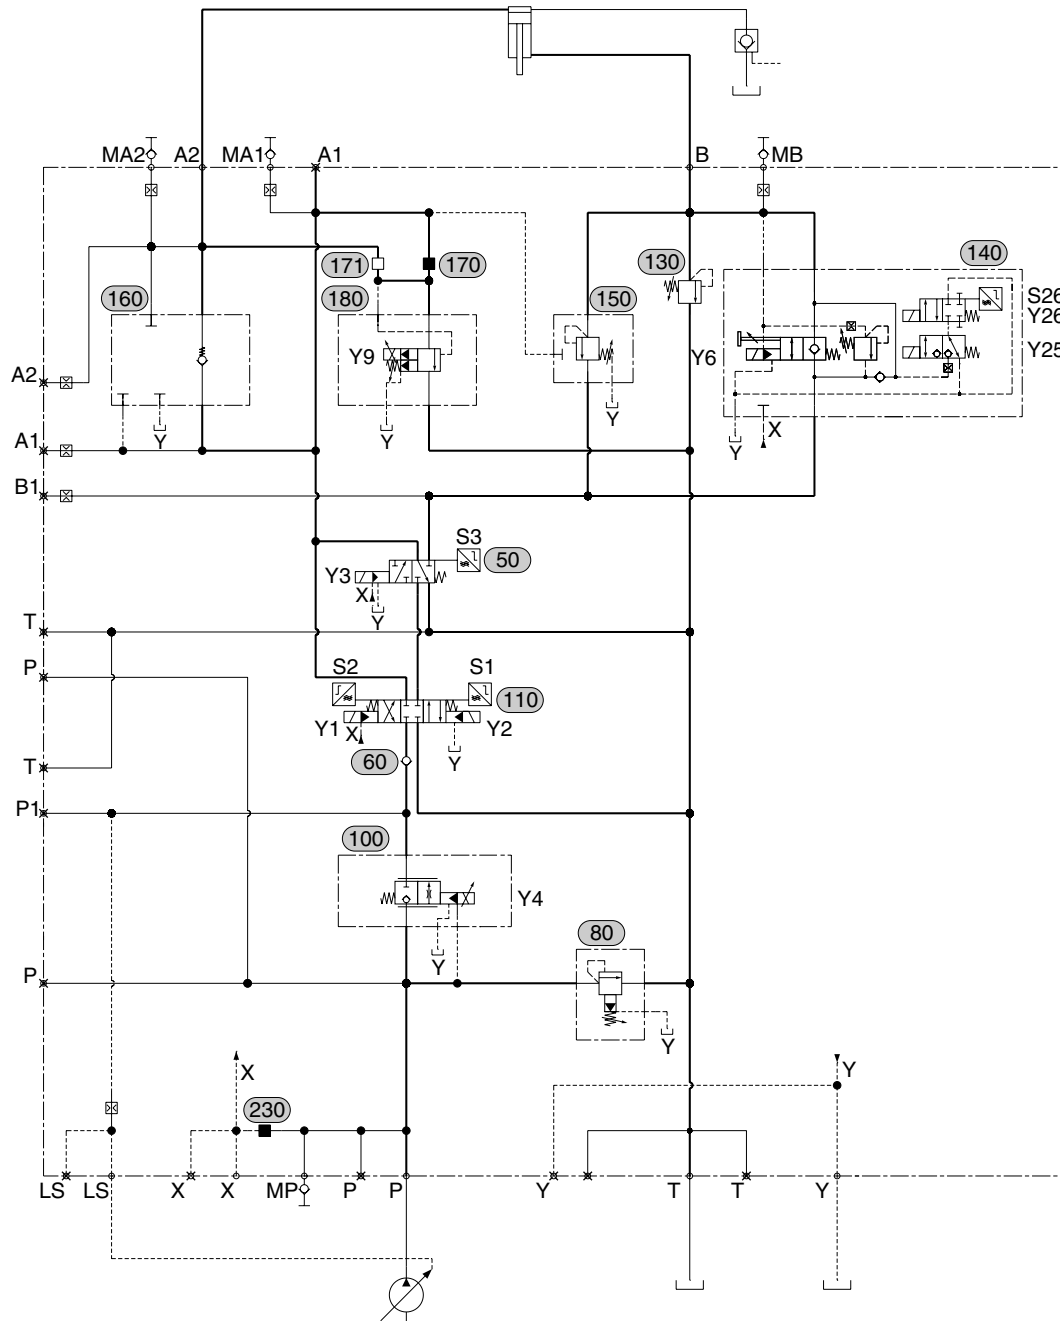 MA2 A2 MA1 A1 B MB
140
171 170 130
160 180 150 S26
Y26
Y9 Y6 Y25
A2
Y Y Y Y X
A1
B1
S3 50
Y3
X Y
T
P S2 S1
110
Y1 X Y2
Y
60
T
P1
100
Y4
80
Y
P
Y
X Y
230
LS LS X X MP P P Y T T Y